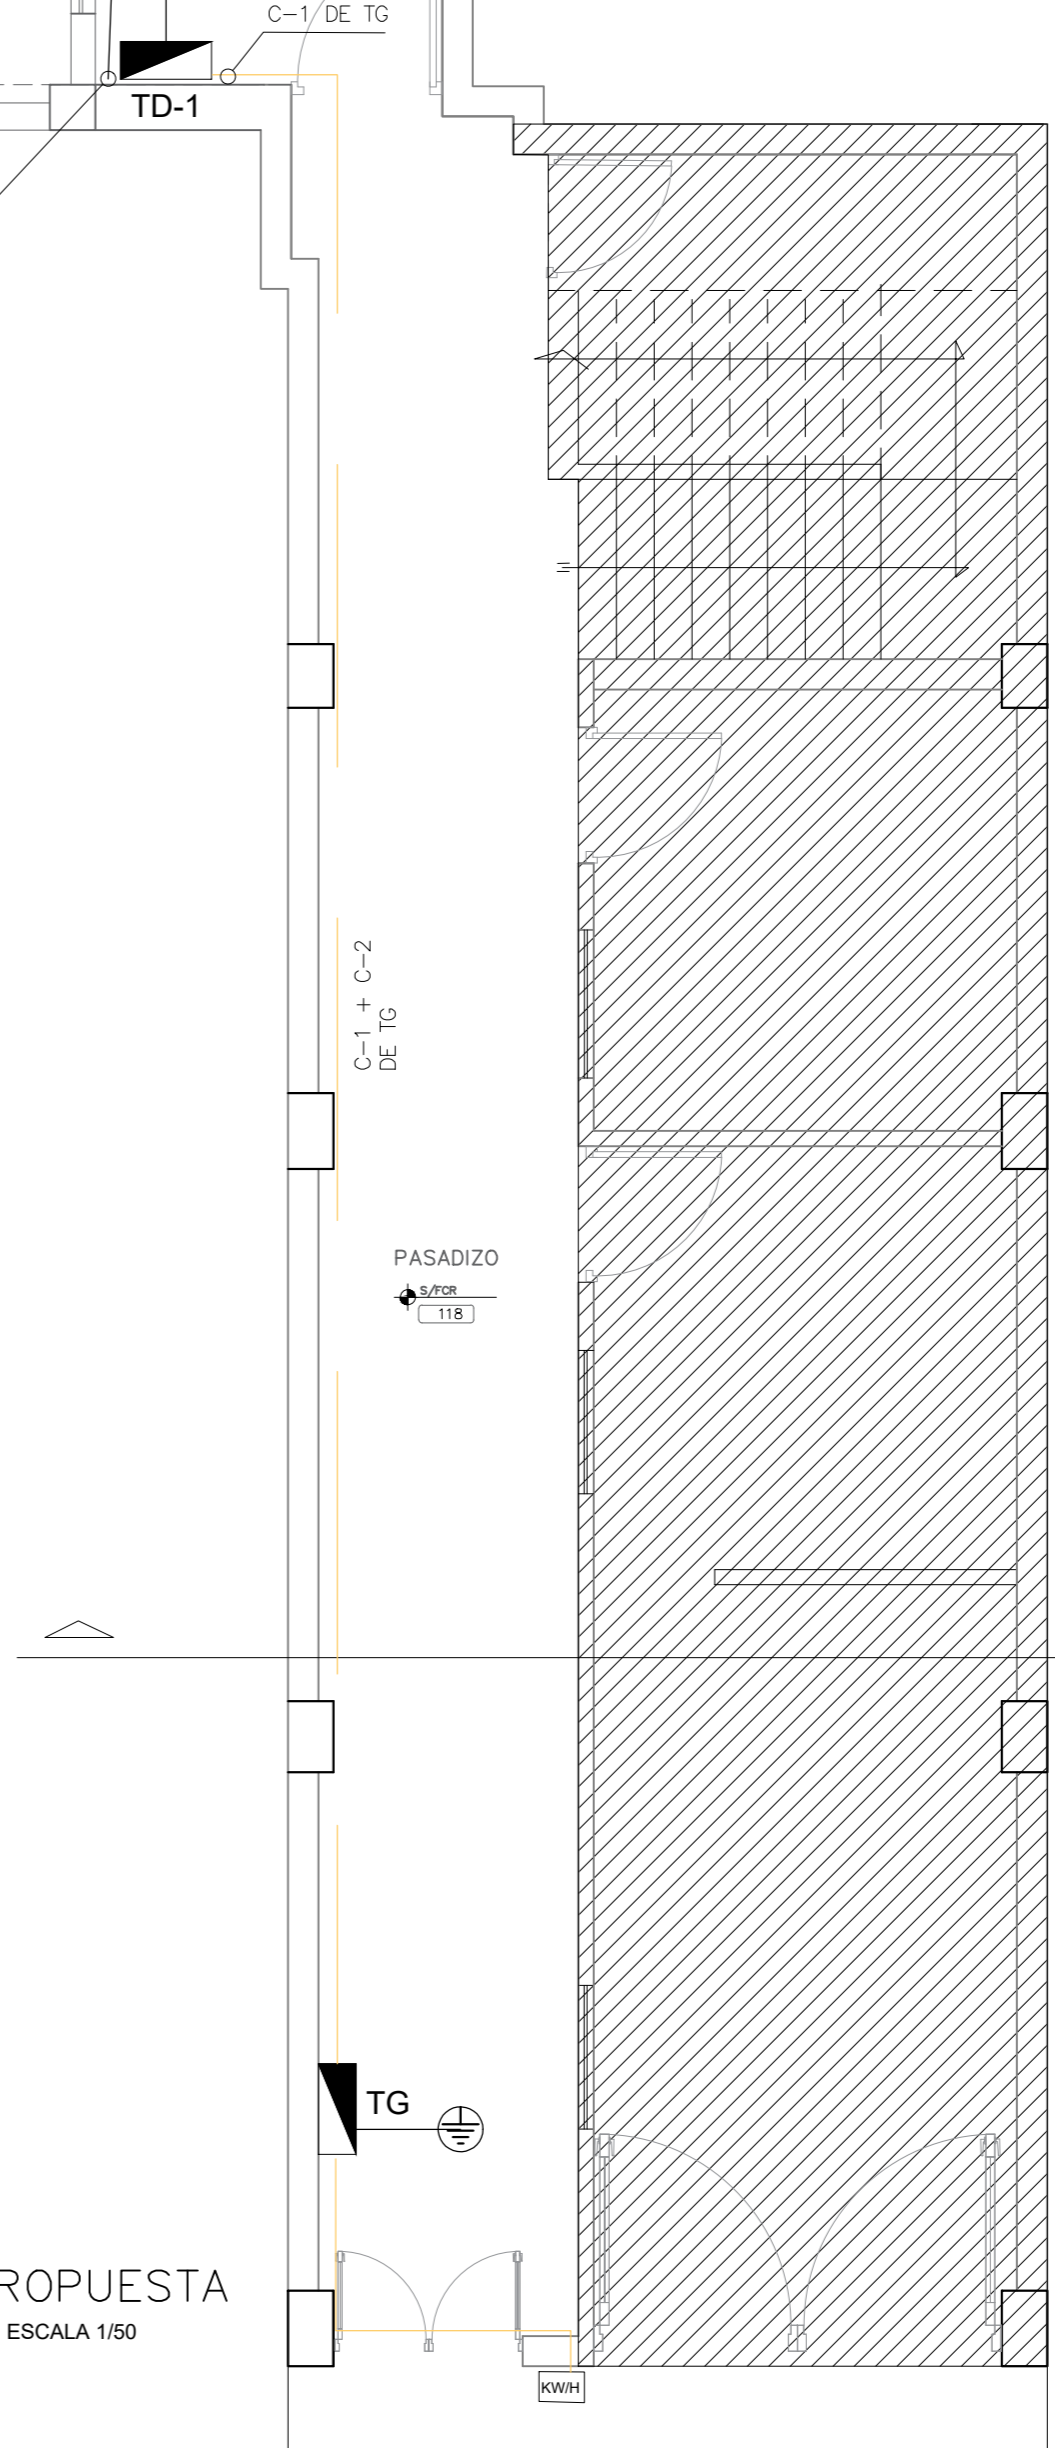 C-1 DE TG
TD-1
C-1 + C-2
DE TG
PASADIZO
S/FCR
118
TG
ROPUESTA
ESCALA 1/50
KW/H